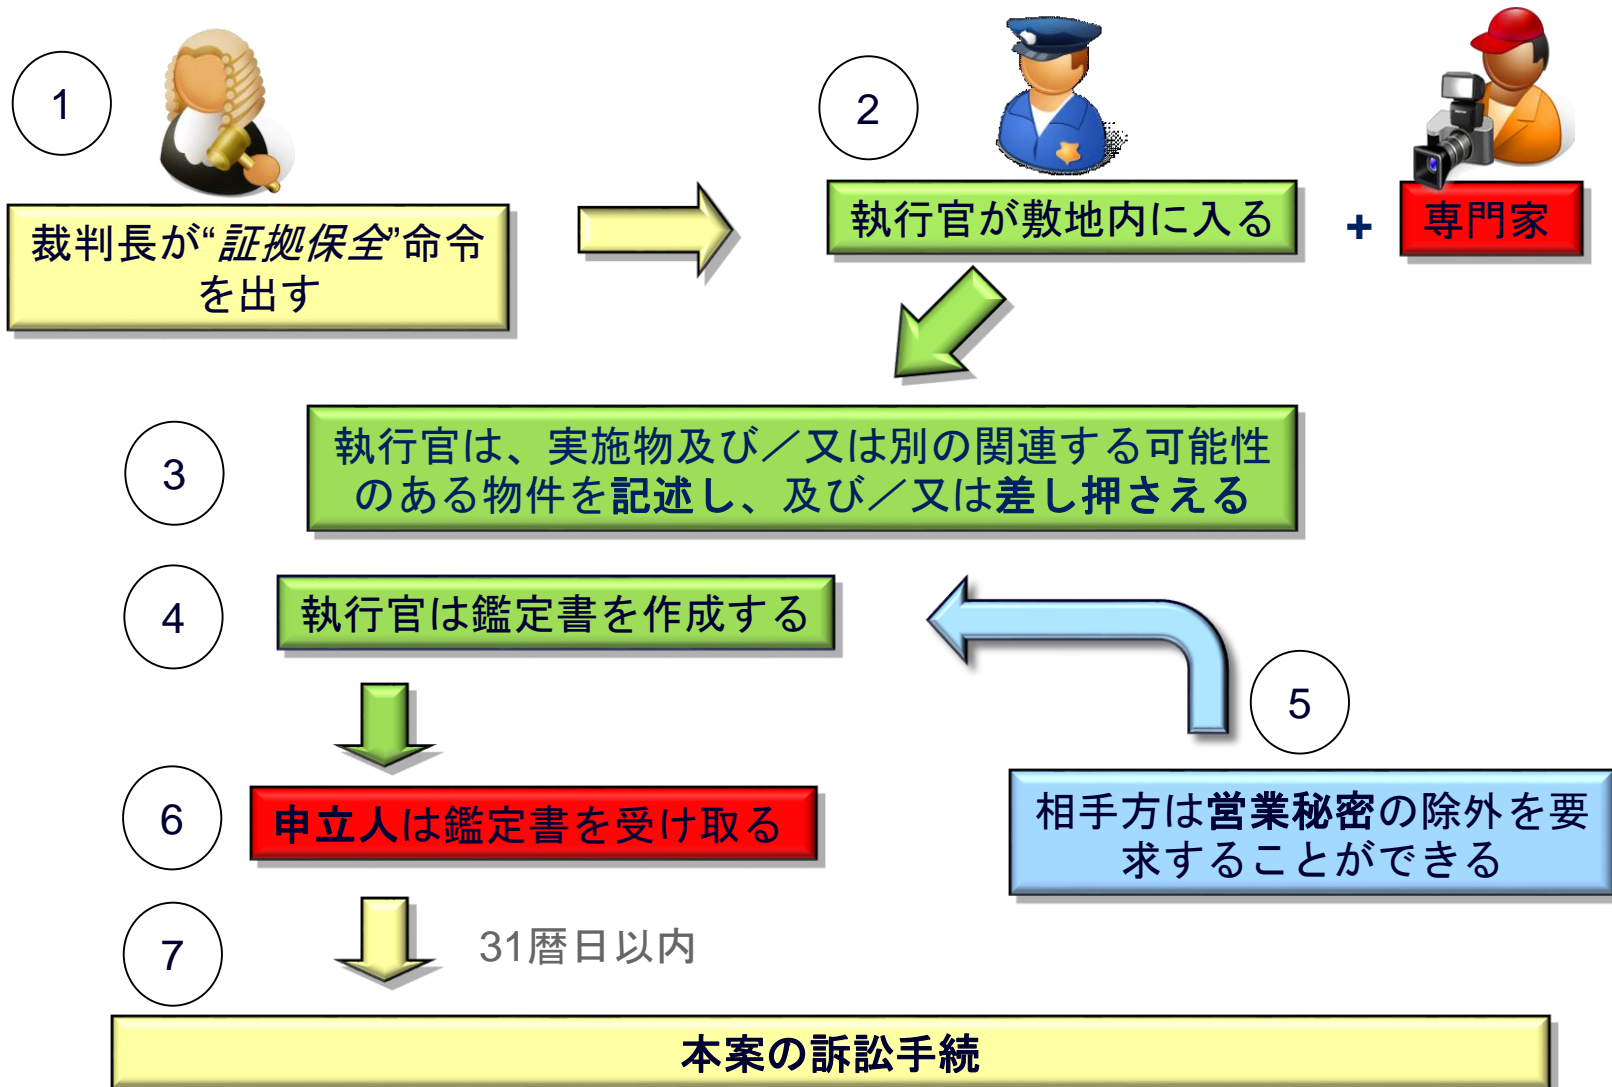 1
裁判長が“証拠保全”命令
を出す
2
執行官が敷地内に入る
+
専門家
3
執行官は、実施物及び／又は別の関連する可能性
のある物件を記述し、及び／又は差し押さえる
4
執行官は鑑定書を作成する
5
相手方は営業秘密の除外を要
求することができる
6
申立人は鑑定書を受け取る
7
31暦日以内
本案の訴訟手続